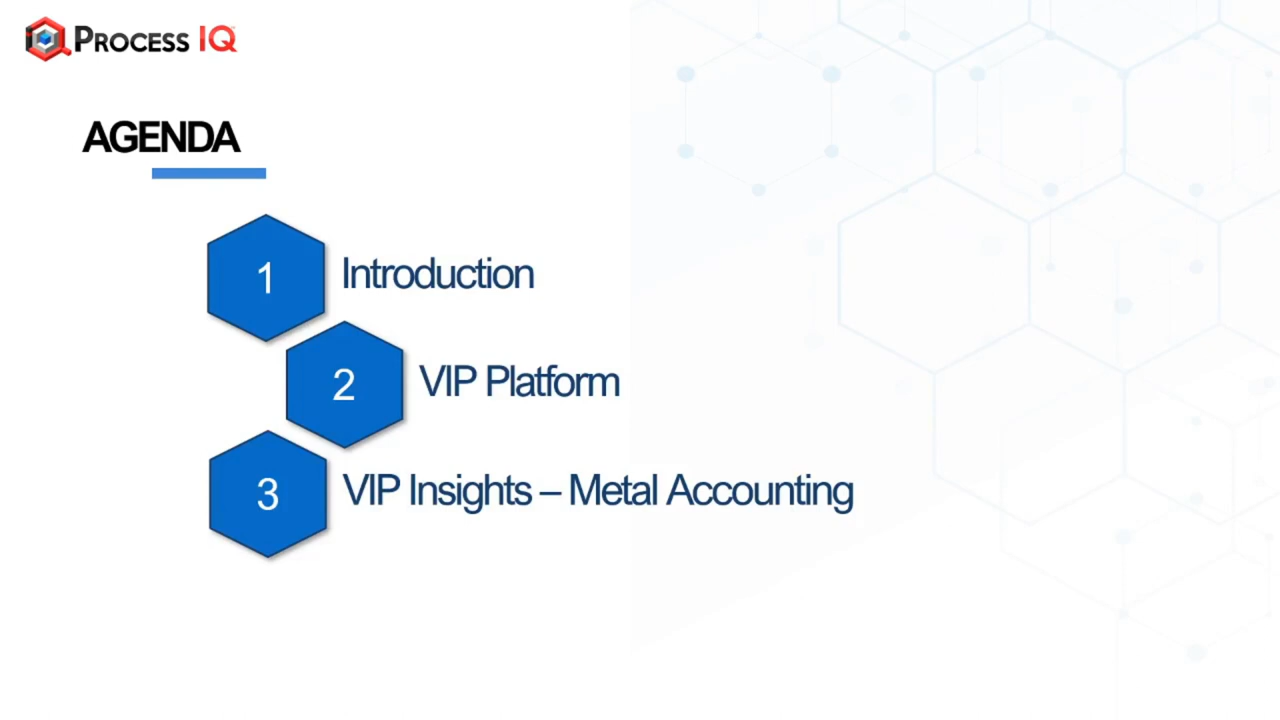 PROCESS IQ
AGENDA
1
Introduction
2
VIP Platform
3
VIP Insights – Metal Accounting